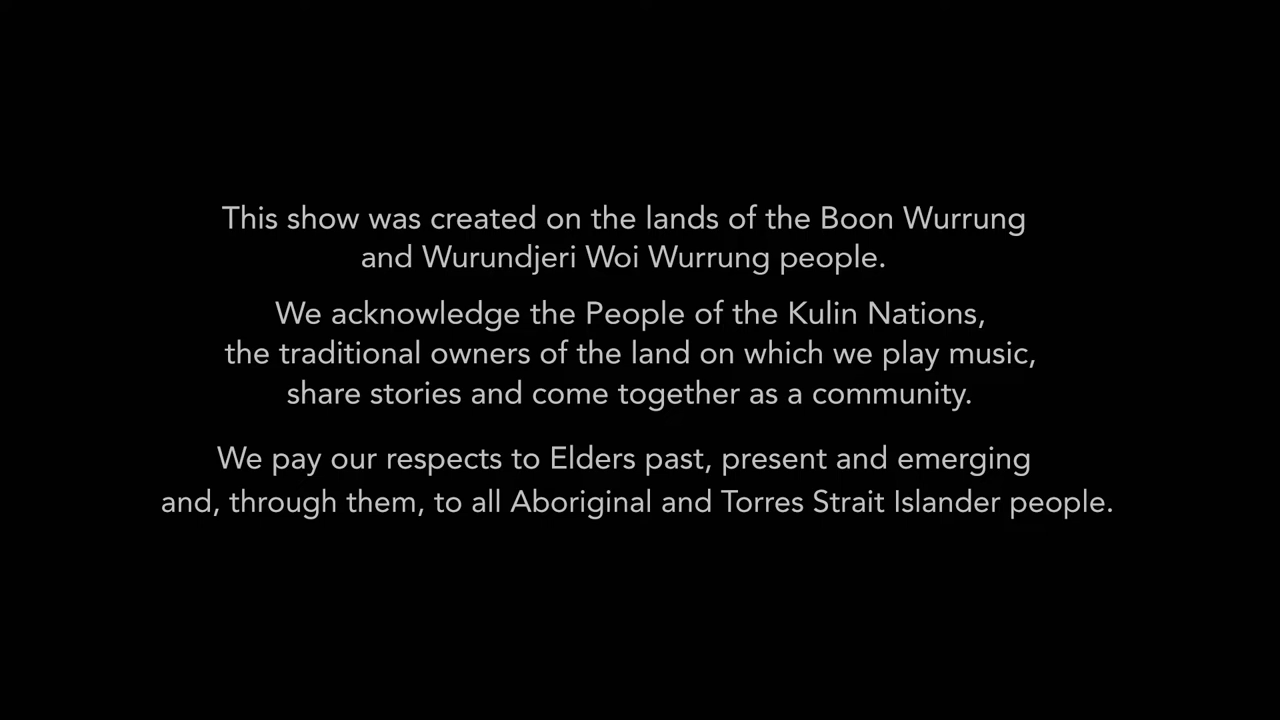 This show was created on the lands of the Boon Wurrung
and Wurundjeri Woi Wurrung people.
We acknowledge the People of the Kulin Nations,
the traditional owners of the land on which we play music,
share stories and come together as a community.
We pay our respects to Elders past, present and emerging
and, through them, to all Aboriginal and Torres Strait Islander people.